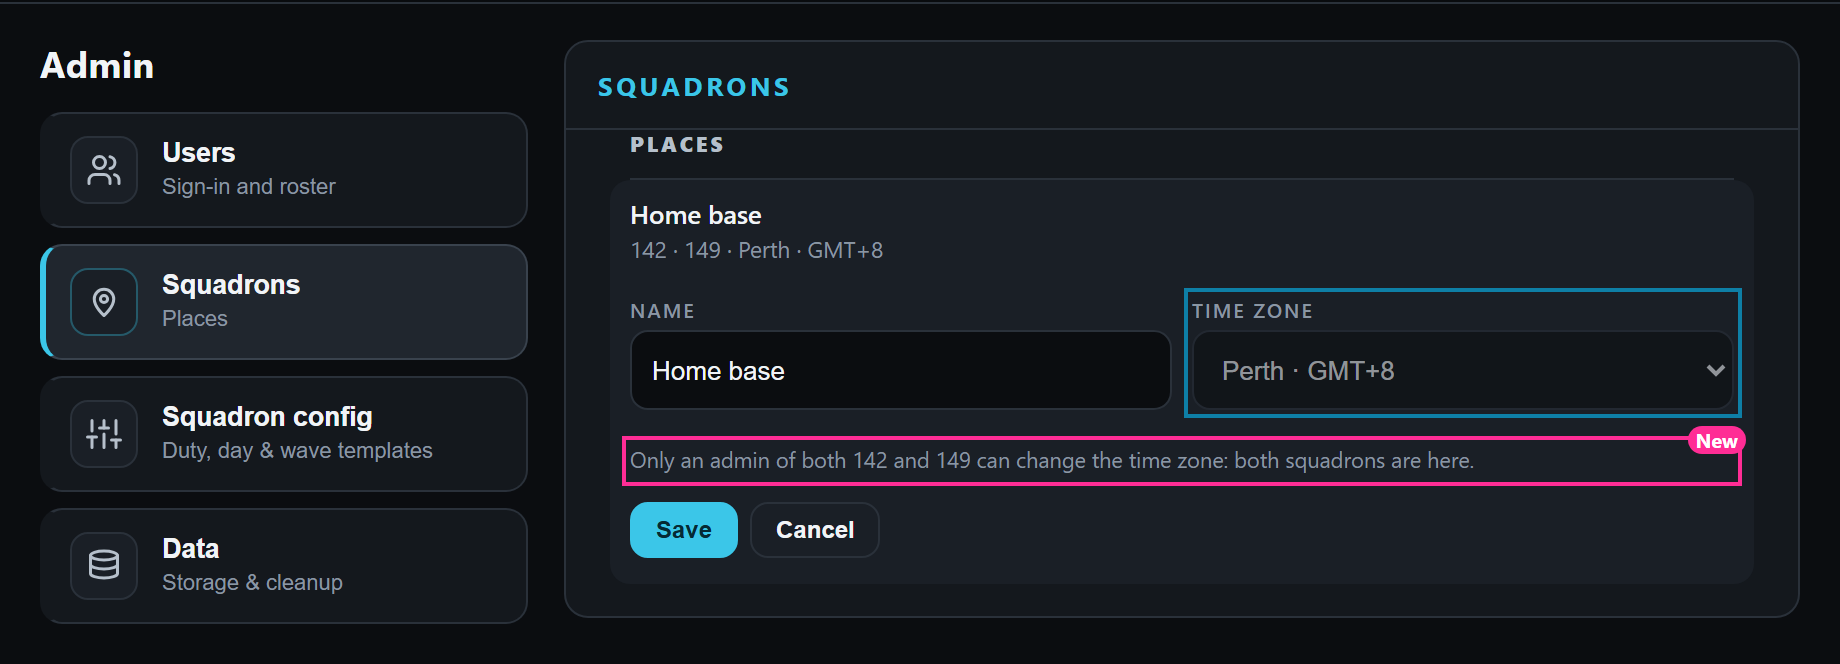 Admin
Users
Sign-in and roster
Squadrons
Places
Squadron config
Duty, day & wave templates
Data
Storage & cleanup
SQUADRONS
PLACES
Home base
142 · 149 · Perth · GMT+8
NAME
Home base
TIME ZONE
Perth · GMT+8
New
Only an admin of both 142 and 149 can change the time zone: both squadrons are here.
Save
Cancel